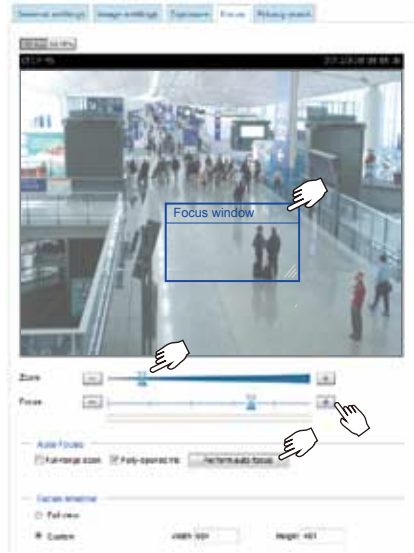 General settings Image settings Exposure Focus Privacy mask
Focus window
Zoom
Focus
Auto Focus
Full-range scan Fully-opened iris Perform auto focus
Focus window
Full view
Custom Width Height